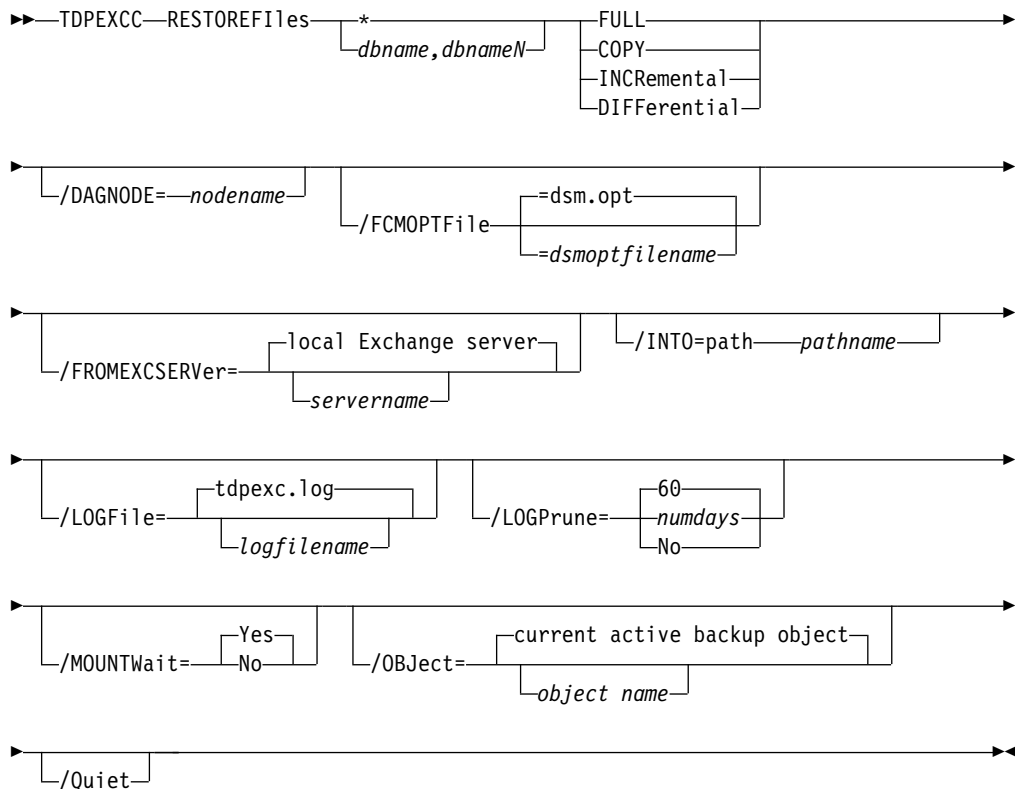 TDPEXCC RESTOREFIles * FULL
dbname,dbnameN COPY
INCRemental
DIFFerential
/DAGNODE= nodename =dsm.opt
/FCMOPTFile
=dsmoptfilename
local Exchange server /INTO=path pathname
/FROMEXCSERVer=
servername
tdpexc.log 60
/LOGFile= /LOGPrune= numdays
logfilename No
Yes current active backup object
/MOUNTWait= No /OBJect=
object name
/Quiet